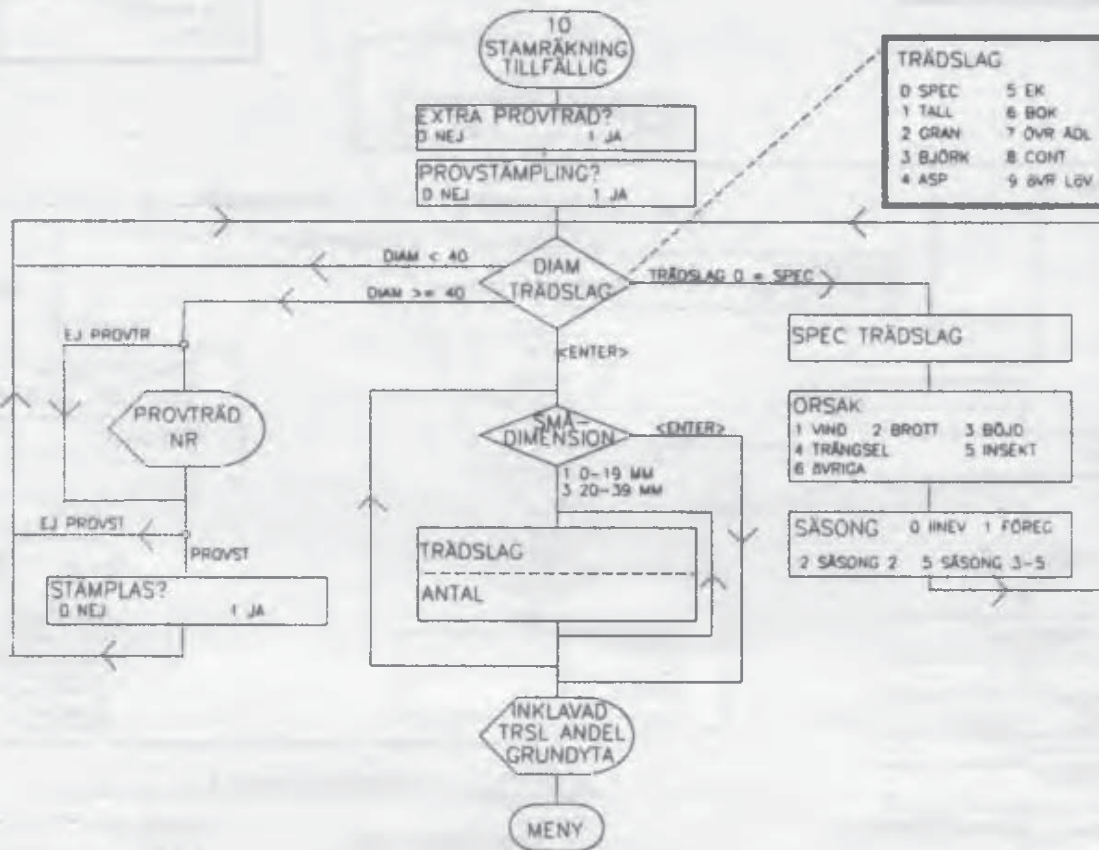 10
STAMRÄKNING
TILLFÄLLIG
EXTRA PROVTRÄD?
0 NEJ 1 JA
PROVSTÄMPLING?
0 NEJ 1 JA
TRÄDSLAG
0 SPEC 5 EK
1 TALL 6 BOK
2 GRAN 7 ÖVR ÄDL
3 BJÖRK 8 CONT
4 ASP 9 ÖVR LÖV
DIAM < 40
DIAM
TRÄDSLAG
TRÄDSLAG 0 = SPEC
DIAM >= 40
EJ PROVTR
<ENTER>
SPEC TRÄDSLAG
PROVTRÄD
NR
SMÅ-
DIMENSION
<ENTER>
1 0-19 MM
3 20-39 MM
ORSAK
1 VIND 2 BROTT 3 BÖJD
4 TRÄNGSEL 5 INSEKT
6 ÖVRIGA
EJ PROVST
PROVST
TRÄDSLAG
ANTAL
SÄSONG 0 INNEV 1 FÖREG
2 SÄSONG 2 5 SÄSONG 3-5
STÄMPLAS?
0 NEJ 1 JA
INKLAVAD
TRSL ANDEL
GRUNDYTA
MENY